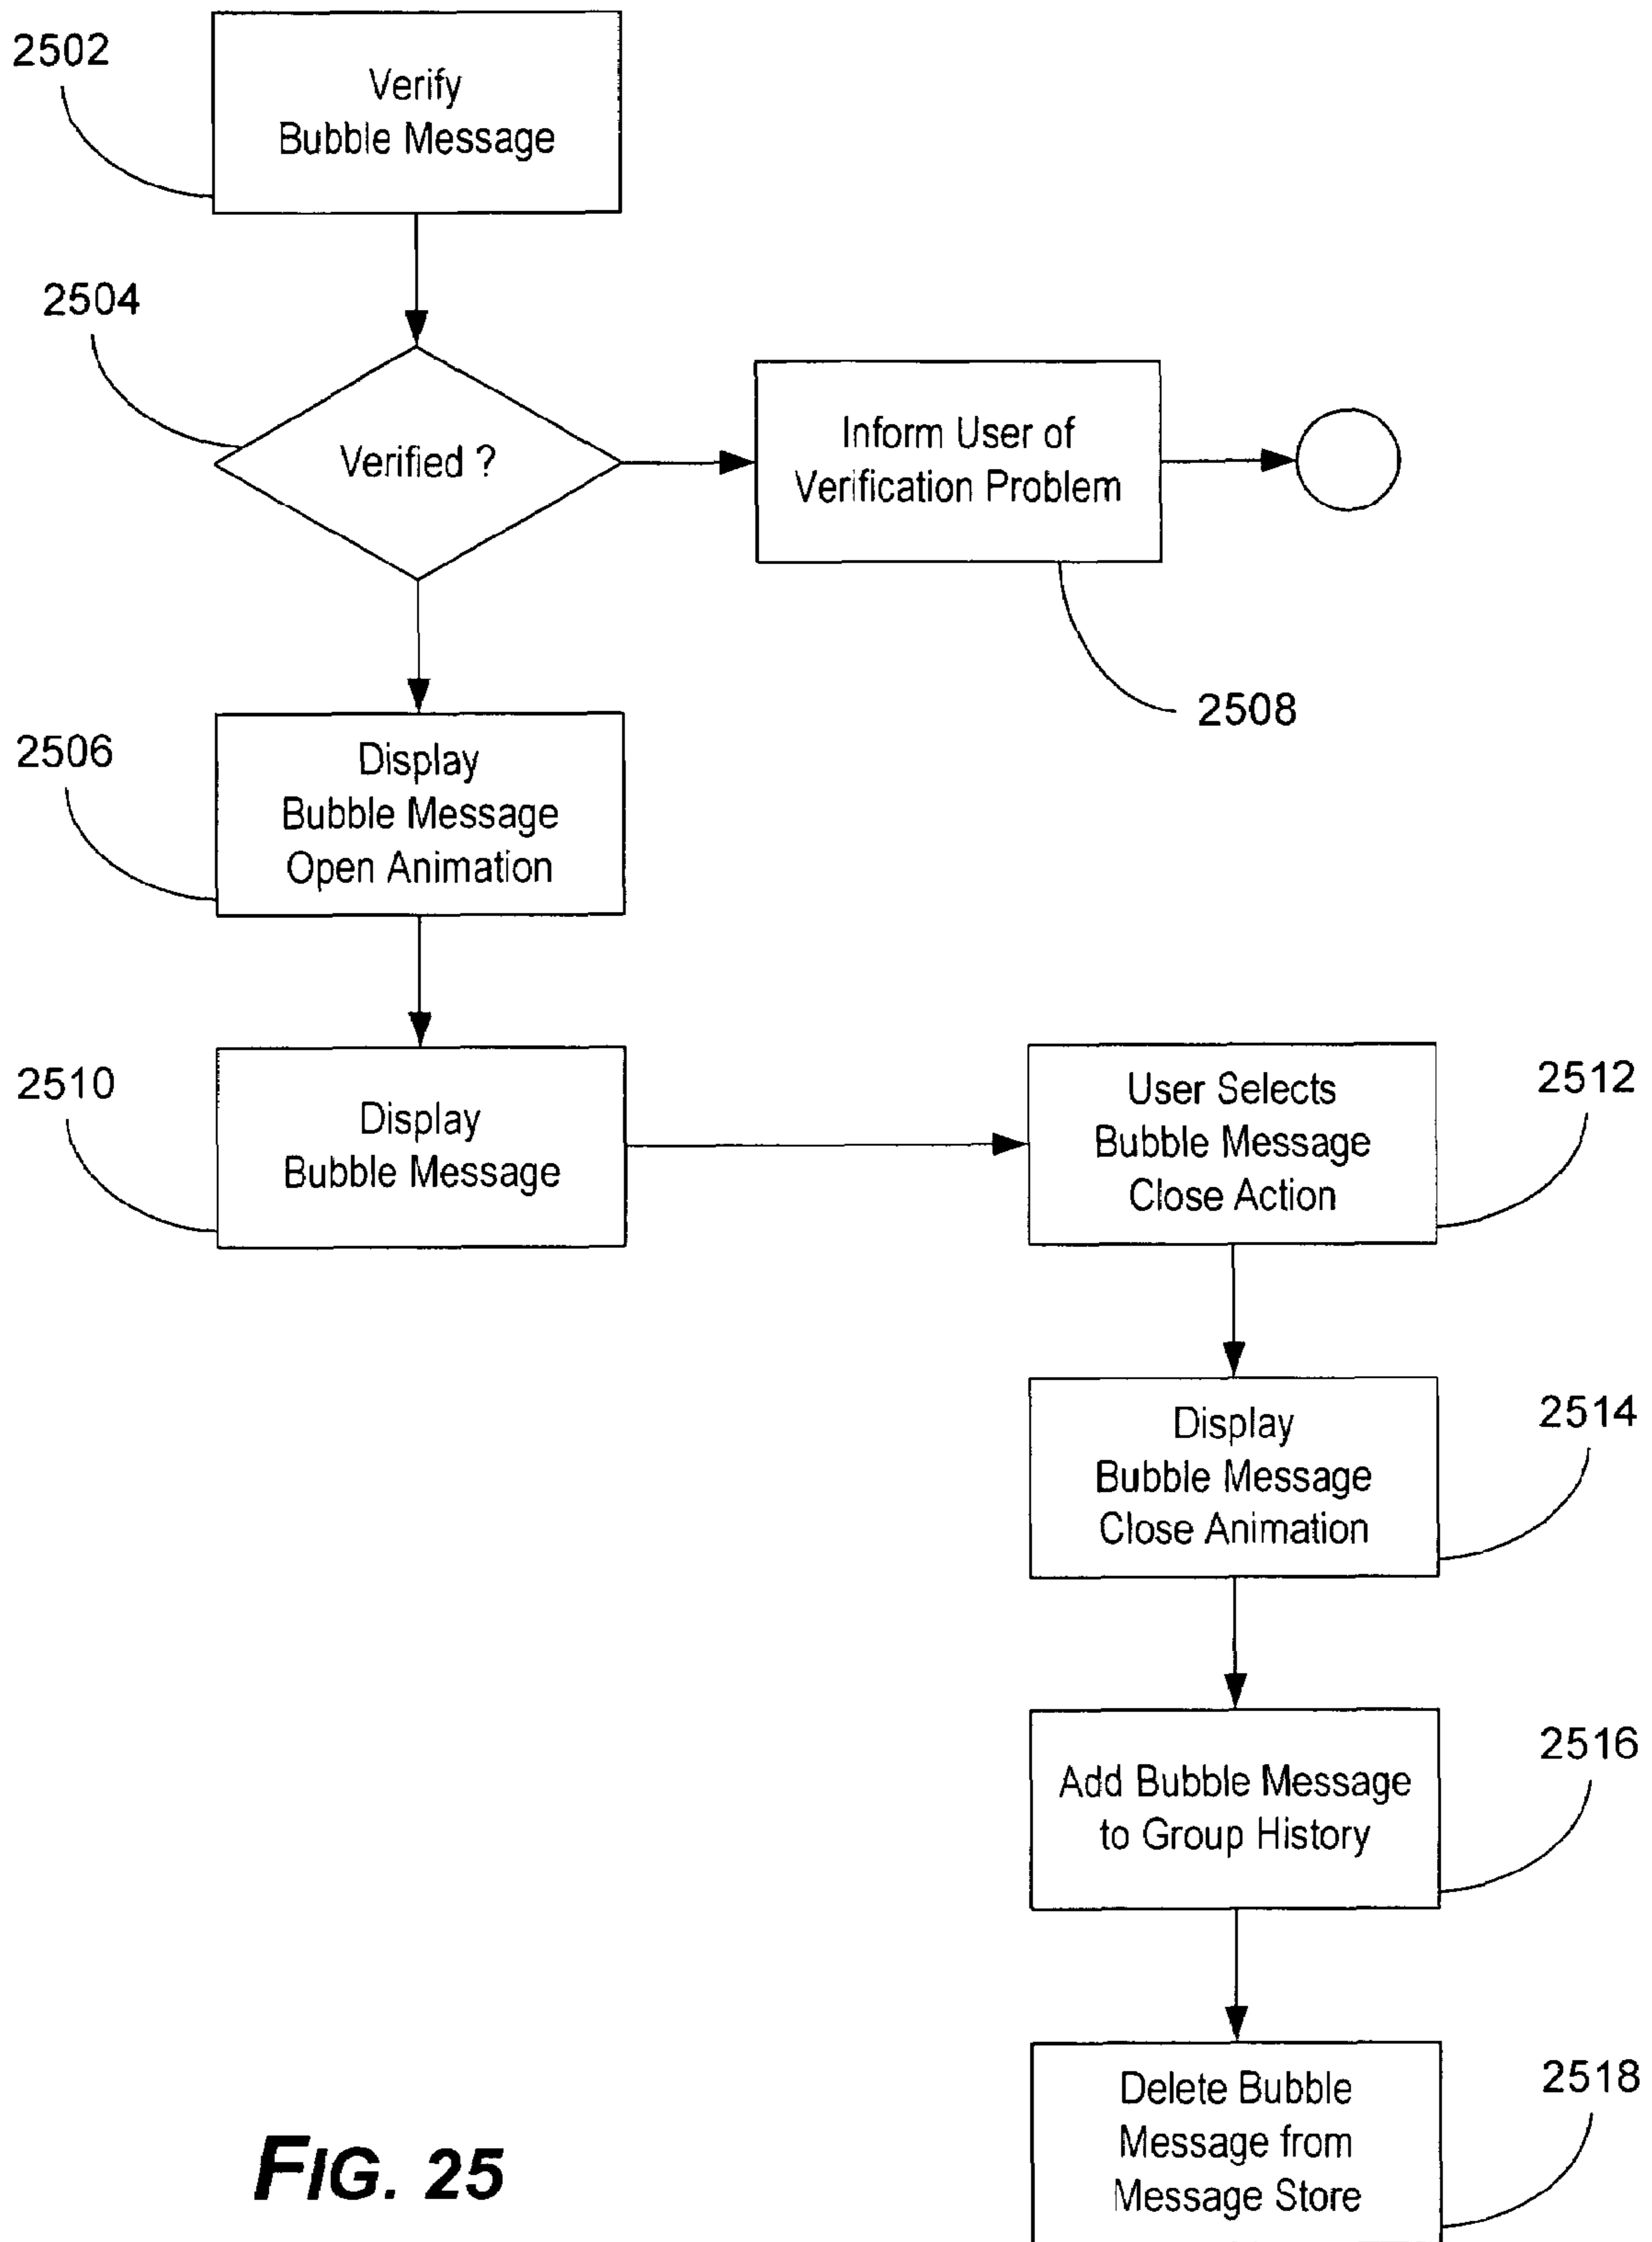 2502
Verify
Bubble Message
2504
Verified ?
Inform User of
Verification Problem
2508
2506
Display
Bubble Message
Open Animation
2510
Display
Bubble Message
User Selects
Bubble Message
Close Action
2512
Display
Bubble Message
Close Animation
2514
Add Bubble Message
to Group History
2516
Delete Bubble
Message from
Message Store
2518
FIG. 25